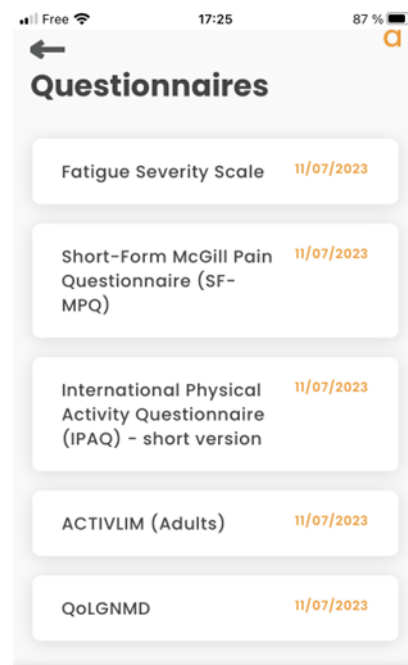 Free 17:25 87 %
a
Questionnaires
Fatigue Severity Scale 11/07/2023
Short-Form McGill Pain 11/07/2023
Questionnaire (SF-
MPQ)
International Physical 11/07/2023
Activity Questionnaire
(IPAQ) - short version
ACTIVLIM (Adults) 11/07/2023
QoLGNMD 11/07/2023